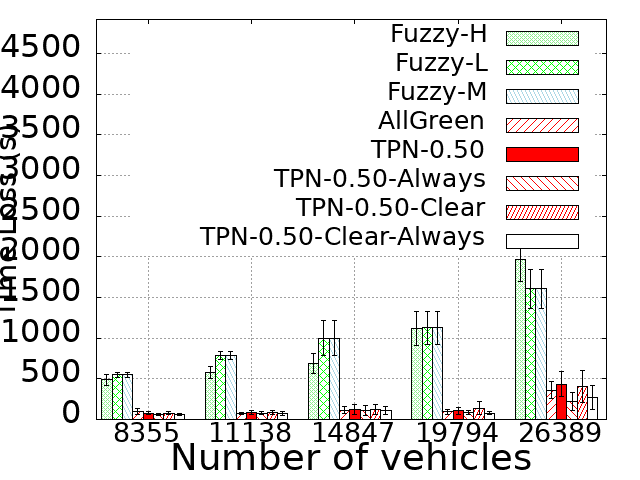 4500
4000
3500
3000
2500
2000
1500
1000
500
0
Time Loss (s)
Fuzzy-H
Fuzzy-L
Fuzzy-M
AllGreen
TPN-0.50
TPN-0.50-Always
TPN-0.50-Clear
TPN-0.50-Clear-Always
8355 11138 14847 19794 26389
Number of vehicles